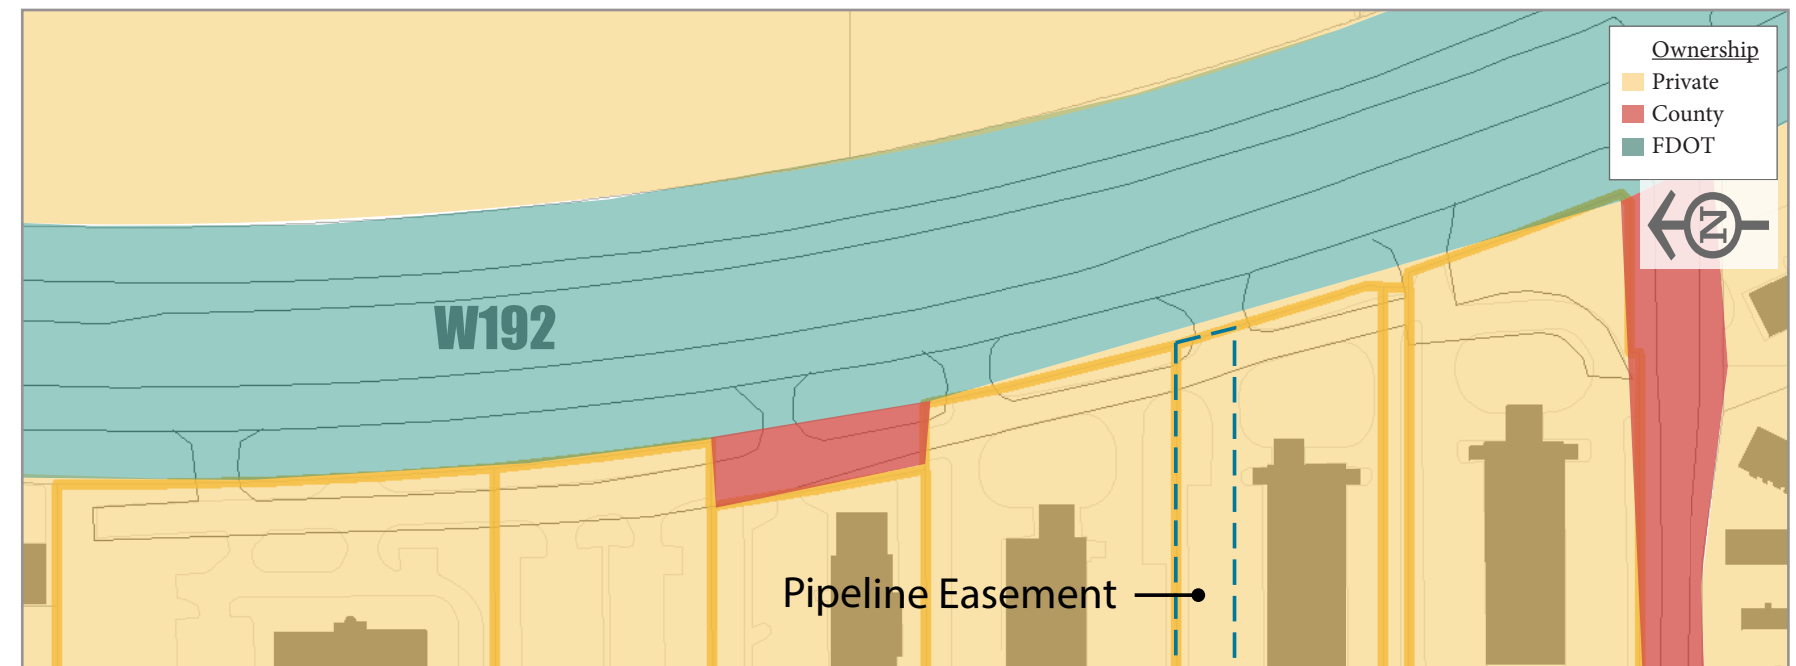 Ownership
Private
County
FDOT
N
W192
Pipeline Easement